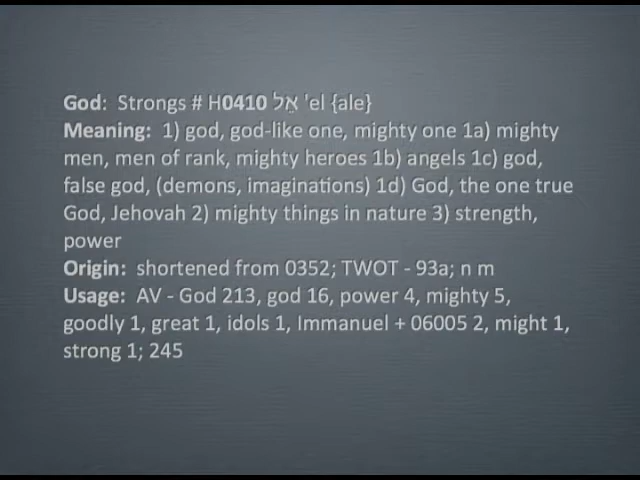 God:  Strongs # H0410 אֵל 'el {ale}
Meaning:  1) god, god-like one, mighty one 1a) mighty
men, men of rank, mighty heroes 1b) angels 1c) god,
false god, (demons, imaginations) 1d) God, the one true
God, Jehovah 2) mighty things in nature 3) strength,
power
Origin:  shortened from 0352; TWOT - 93a; n m
Usage:  AV - God 213, god 16, power 4, mighty 5,
goodly 1, great 1, idols 1, Immanuel + 06005 2, might 1,
strong 1; 245